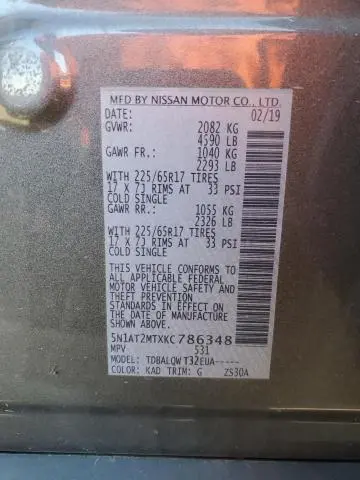 MFD BY NISSAN MOTOR CO., LTD.
DATE: 02/19
GVWR: 2082 KG
4590 LB
GAWR FR.: 1040 KG
2293 LB
WITH 225/65R17 TIRES
17 X 7J RIMS AT 33 PSI
COLD SINGLE
GAWR RR.: 1055 KG
2326 LB
WITH 225/65R17 TIRES
17 X 7J RIMS AT 33 PSI
COLD SINGLE
THIS VEHICLE CONFORMS TO
ALL APPLICABLE FEDERAL
MOTOR VEHICLE SAFETY AND
THEFT PREVENTION
STANDARDS IN EFFECT ON
THE DATE OF MANUFACTURE
SHOWN ABOVE.
5N1AT2MTXKC786348
MPV 531
MODEL: TDBALQW T32EUA-----
COLOR: KAD TRIM: G ZS30A